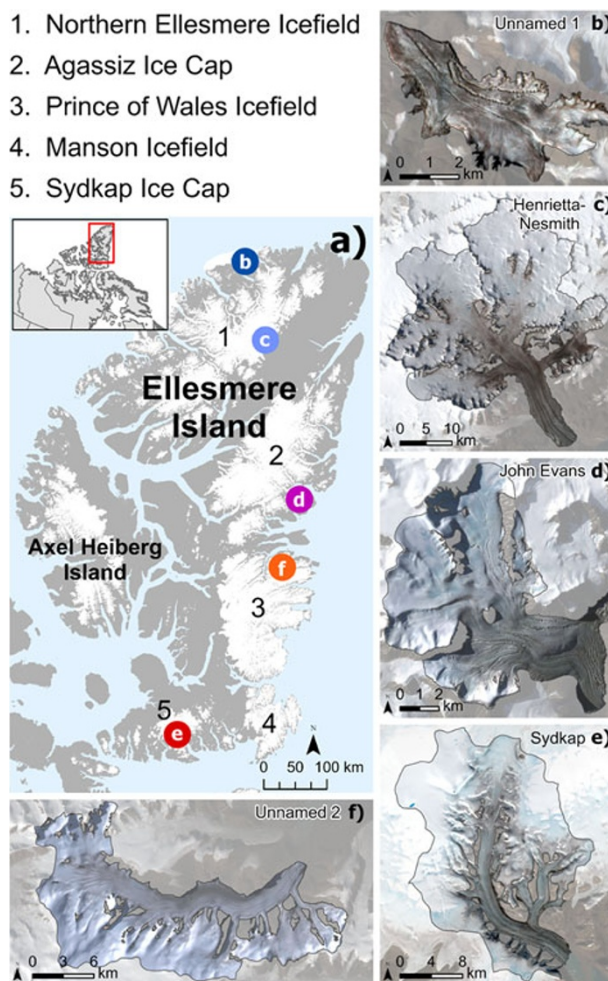 1. Northern Ellesmere Icefield
2. Agassiz Ice Cap
3. Prince of Wales Icefield
4. Manson Icefield
5. Sydkap Ice Cap
Unnamed 1 b)
0 1 2
km
a)
b
1
c
Ellesmere
Island
2
d
Axel Heiberg
Island
f
3
5
e
4
N
0 50 100 km
Henrietta- c)
Nesmith
0 5 10
km
John Evans d)
0 1 2
km
Sydkap e)
0 4 8
km
Unnamed 2 f)
0 3 6
km